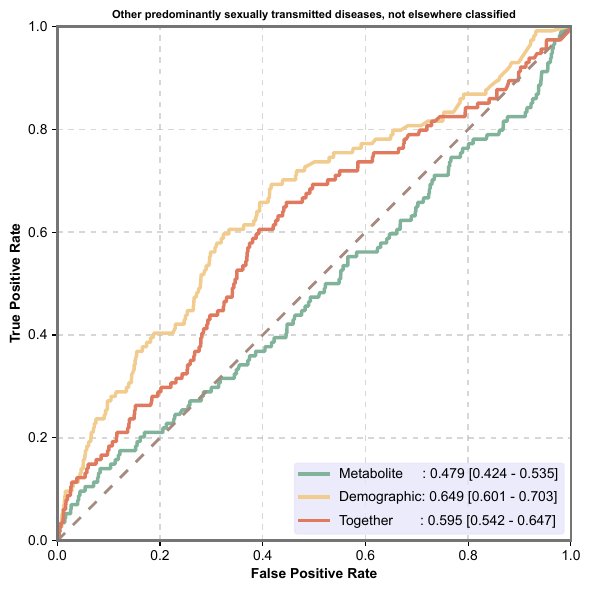 Other predominantly sexually transmitted diseases, not elsewhere classified
1.0
0.8
0.6
0.4
0.2
0.0
True Positive Rate
Metabolite : 0.479 [0.424 - 0.535]
Demographic: 0.649 [0.601 - 0.703]
Together : 0.595 [0.542 - 0.647]
0.0 0.2 0.4 0.6 0.8 1.0
False Positive Rate